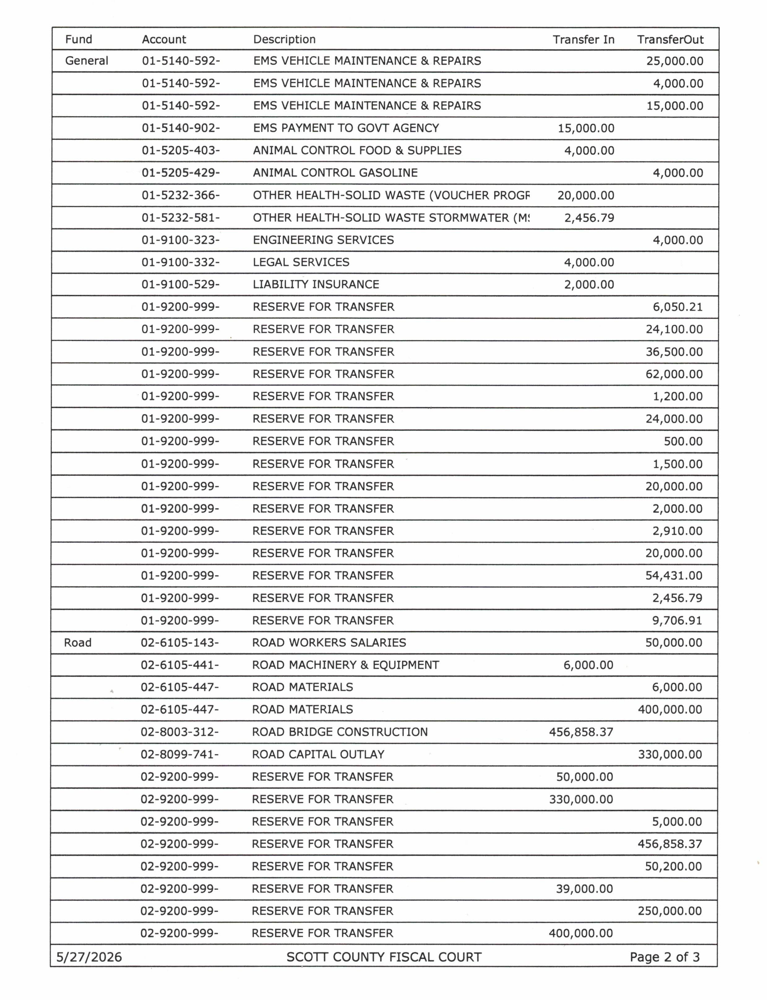 Fund Account Description Transfer In TransferOut
General 01-5140-592- EMS VEHICLE MAINTENANCE & REPAIRS 25,000.00
01-5140-592- EMS VEHICLE MAINTENANCE & REPAIRS 4,000.00
01-5140-592- EMS VEHICLE MAINTENANCE & REPAIRS 15,000.00
01-5140-902- EMS PAYMENT TO GOVT AGENCY 15,000.00
01-5205-403- ANIMAL CONTROL FOOD & SUPPLIES 4,000.00
01-5205-429- ANIMAL CONTROL GASOLINE 4,000.00
01-5232-366- OTHER HEALTH-SOLID WASTE (VOUCHER PROGR 20,000.00
01-5232-581- OTHER HEALTH-SOLID WASTE STORMWATER (M 2,456.79
01-9100-323- ENGINEERING SERVICES 4,000.00
01-9100-332- LEGAL SERVICES 4,000.00
01-9100-529- LIABILITY INSURANCE 2,000.00
01-9200-999- RESERVE FOR TRANSFER 6,050.21
01-9200-999- RESERVE FOR TRANSFER 24,100.00
01-9200-999- RESERVE FOR TRANSFER 36,500.00
01-9200-999- RESERVE FOR TRANSFER 62,000.00
01-9200-999- RESERVE FOR TRANSFER 1,200.00
01-9200-999- RESERVE FOR TRANSFER 24,000.00
01-9200-999- RESERVE FOR TRANSFER 500.00
01-9200-999- RESERVE FOR TRANSFER 1,500.00
01-9200-999- RESERVE FOR TRANSFER 20,000.00
01-9200-999- RESERVE FOR TRANSFER 2,000.00
01-9200-999- RESERVE FOR TRANSFER 2,910.00
01-9200-999- RESERVE FOR TRANSFER 20,000.00
01-9200-999- RESERVE FOR TRANSFER 54,431.00
01-9200-999- RESERVE FOR TRANSFER 2,456.79
01-9200-999- RESERVE FOR TRANSFER 9,706.91
Road 02-6105-143- ROAD WORKERS SALARIES 50,000.00
02-6105-441- ROAD MACHINERY & EQUIPMENT 6,000.00
02-6105-447- ROAD MATERIALS 6,000.00
02-6105-447- ROAD MATERIALS 400,000.00
02-8003-312- ROAD BRIDGE CONSTRUCTION 456,858.37
02-8099-741- ROAD CAPITAL OUTLAY 330,000.00
02-9200-999- RESERVE FOR TRANSFER 50,000.00
02-9200-999- RESERVE FOR TRANSFER 330,000.00
02-9200-999- RESERVE FOR TRANSFER 5,000.00
02-9200-999- RESERVE FOR TRANSFER 456,858.37
02-9200-999- RESERVE FOR TRANSFER 50,200.00
02-9200-999- RESERVE FOR TRANSFER 39,000.00
02-9200-999- RESERVE FOR TRANSFER 250,000.00
02-9200-999- RESERVE FOR TRANSFER 400,000.00
5/27/2026 SCOTT COUNTY FISCAL COURT Page 2 of 3